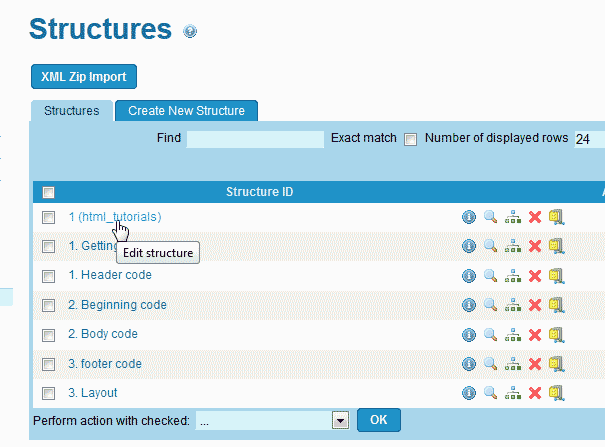 Structures
XML Zip Import
Structures Create New Structure
Find Exact match Number of displayed rows 24
Structure ID
1 (html_tutorials)
Edit structure
1. Getting
1. Header code
2. Beginning code
2. Body code
3. footer code
3. Layout
Perform action with checked: ... OK